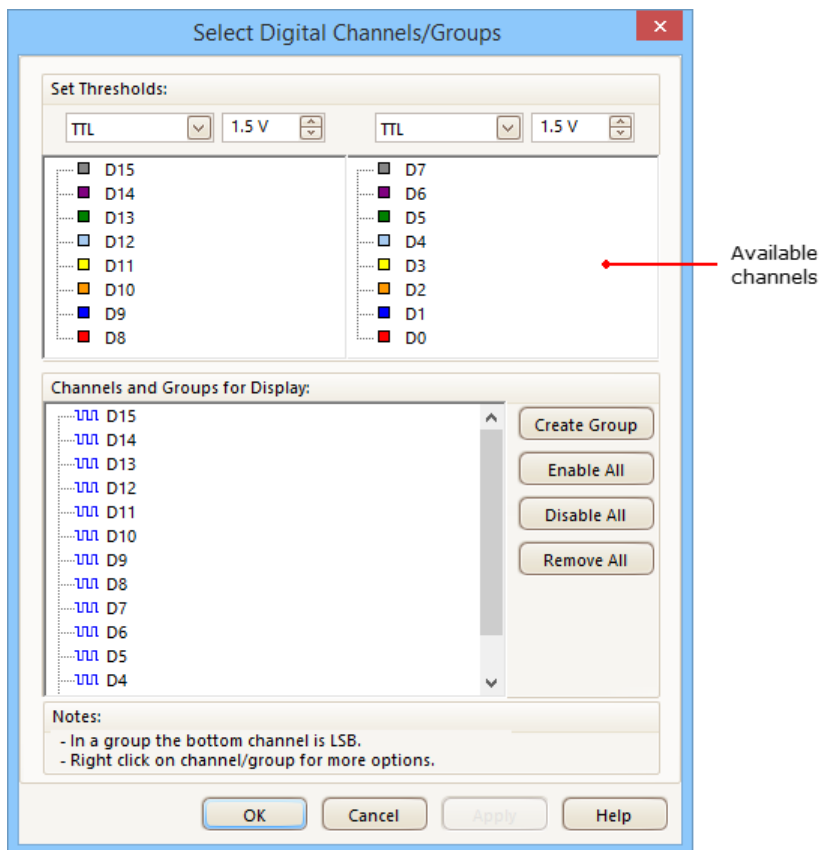 Select Digital Channels/Groups
Set Thresholds:
TTL 1.5 V TTL 1.5 V
D15 D7
D14 D6
D13 D5
D12 D4
D11 D3
D10 D2
D9 D1
D8 D0
Available
channels
Channels and Groups for Display:
D15
D14
D13
D12
D11
D10
D9
D8
D7
D6
D5
D4
Create Group
Enable All
Disable All
Remove All
Notes:
- In a group the bottom channel is LSB.
- Right click on channel/group for more options.
OK Cancel Apply Help